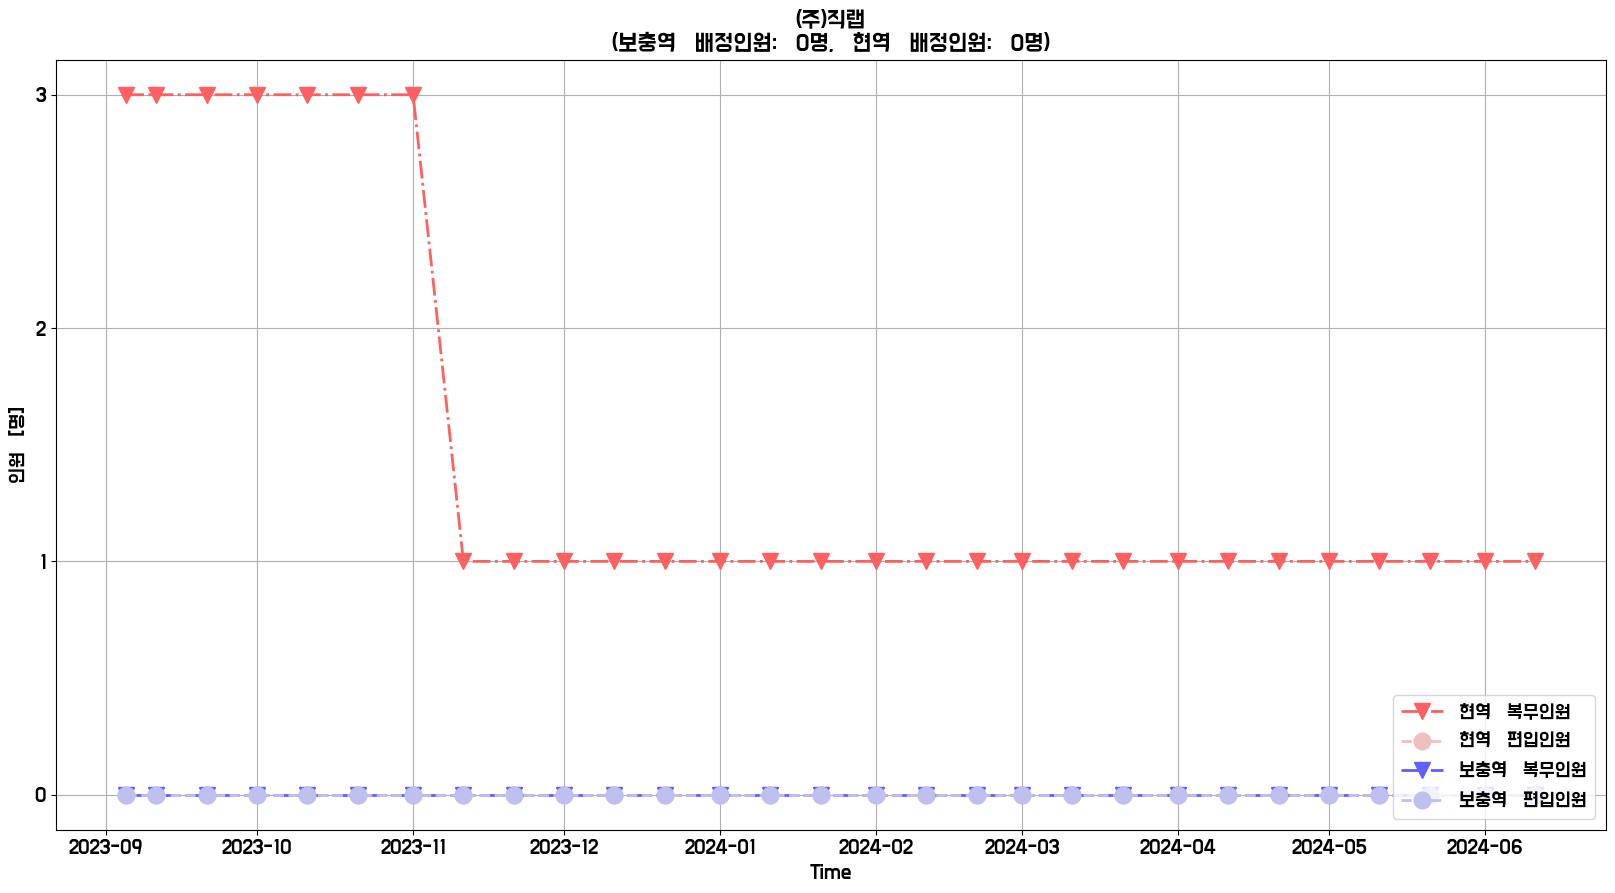 (주)직랩
(보충역 배정인원: 0명, 현역 배정인원: 0명)
3
2
1
0
인원 [명]
2023-09 2023-10 2023-11 2023-12 2024-01 2024-02 2024-03 2024-04 2024-05 2024-06
Time
현역 복무인원
현역 편입인원
보충역 복무인원
보충역 편입인원